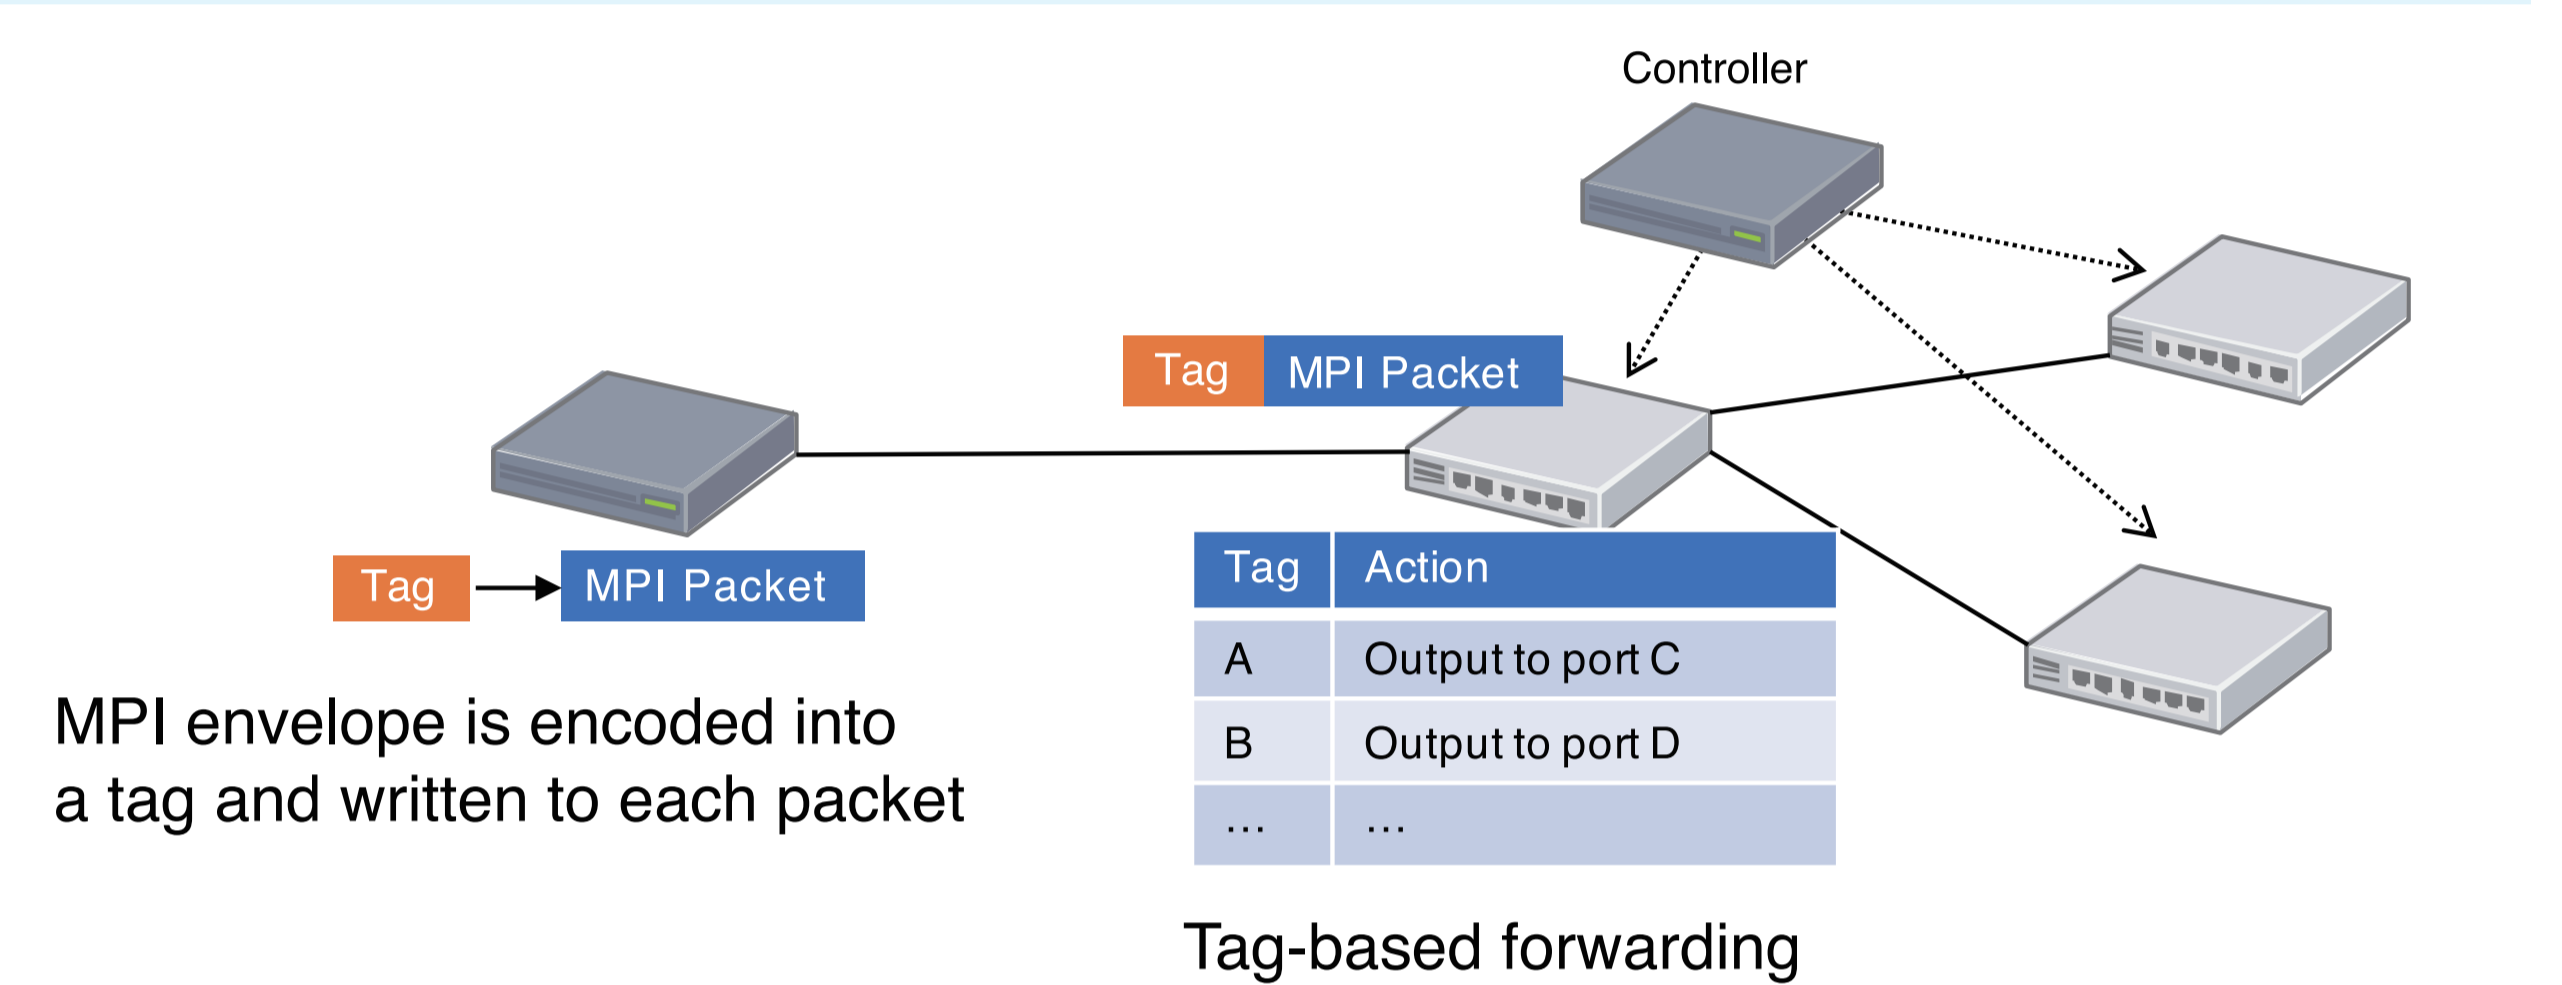 Controller
Tag MPI Packet
Tag MPI Packet
MPI envelope is encoded into
a tag and written to each packet
Tag Action
A Output to port C
B Output to port D
... ...
Tag-based forwarding